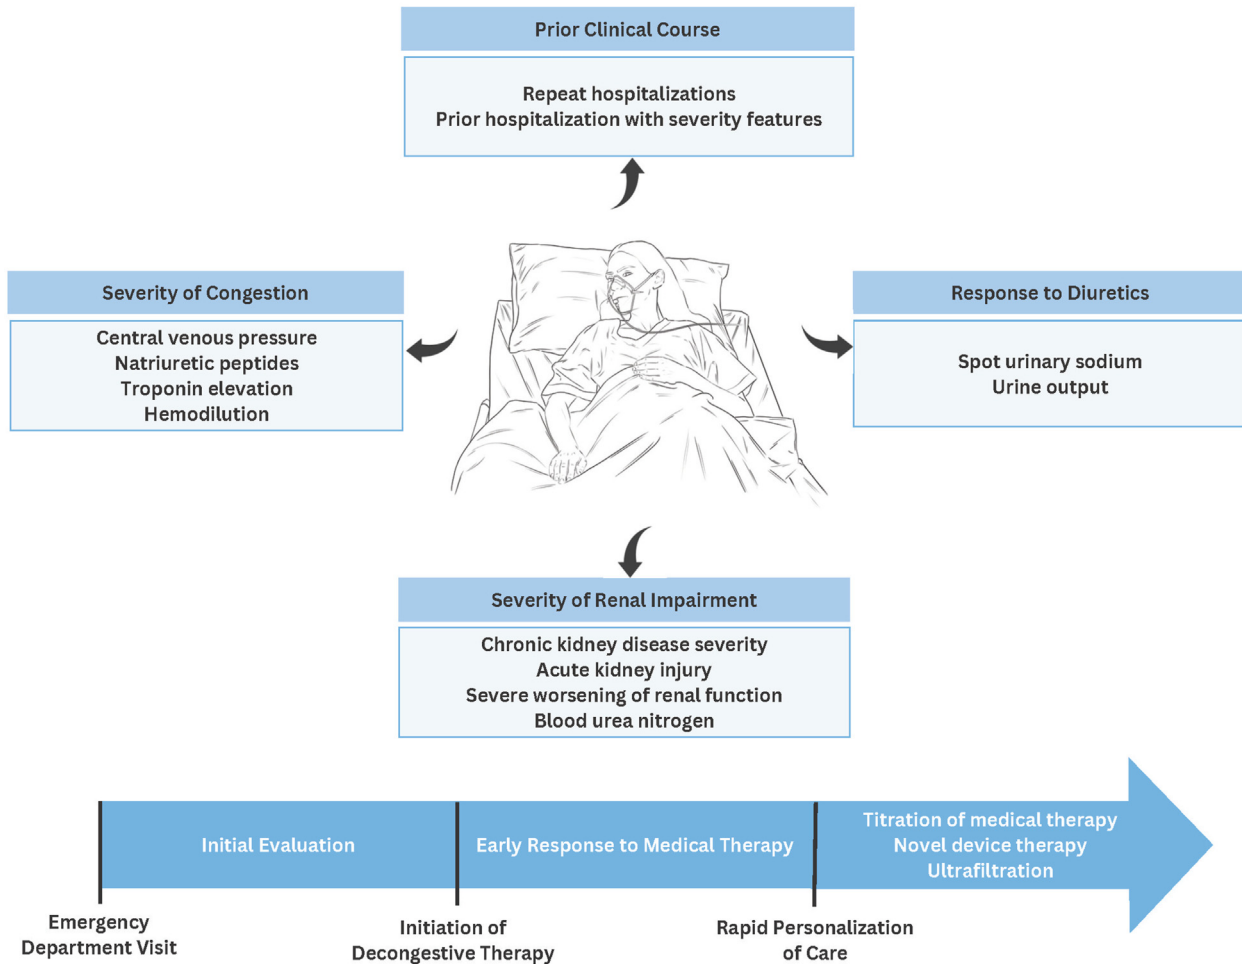 Prior Clinical Course
Repeat hospitalizations
Prior hospitalization with severity features
Severity of Congestion
Central venous pressure
Natriuretic peptides
Troponin elevation
Hemodilution
Response to Diuretics
Spot urinary sodium
Urine output
Severity of Renal Impairment
Chronic kidney disease severity
Acute kidney injury
Severe worsening of renal function
Blood urea nitrogen
Initial Evaluation
Early Response to Medical Therapy
Titration of medical therapy
Novel device therapy
Ultrafiltration
Emergency
Department Visit
Initiation of
Decongestive Therapy
Rapid Personalization
of Care